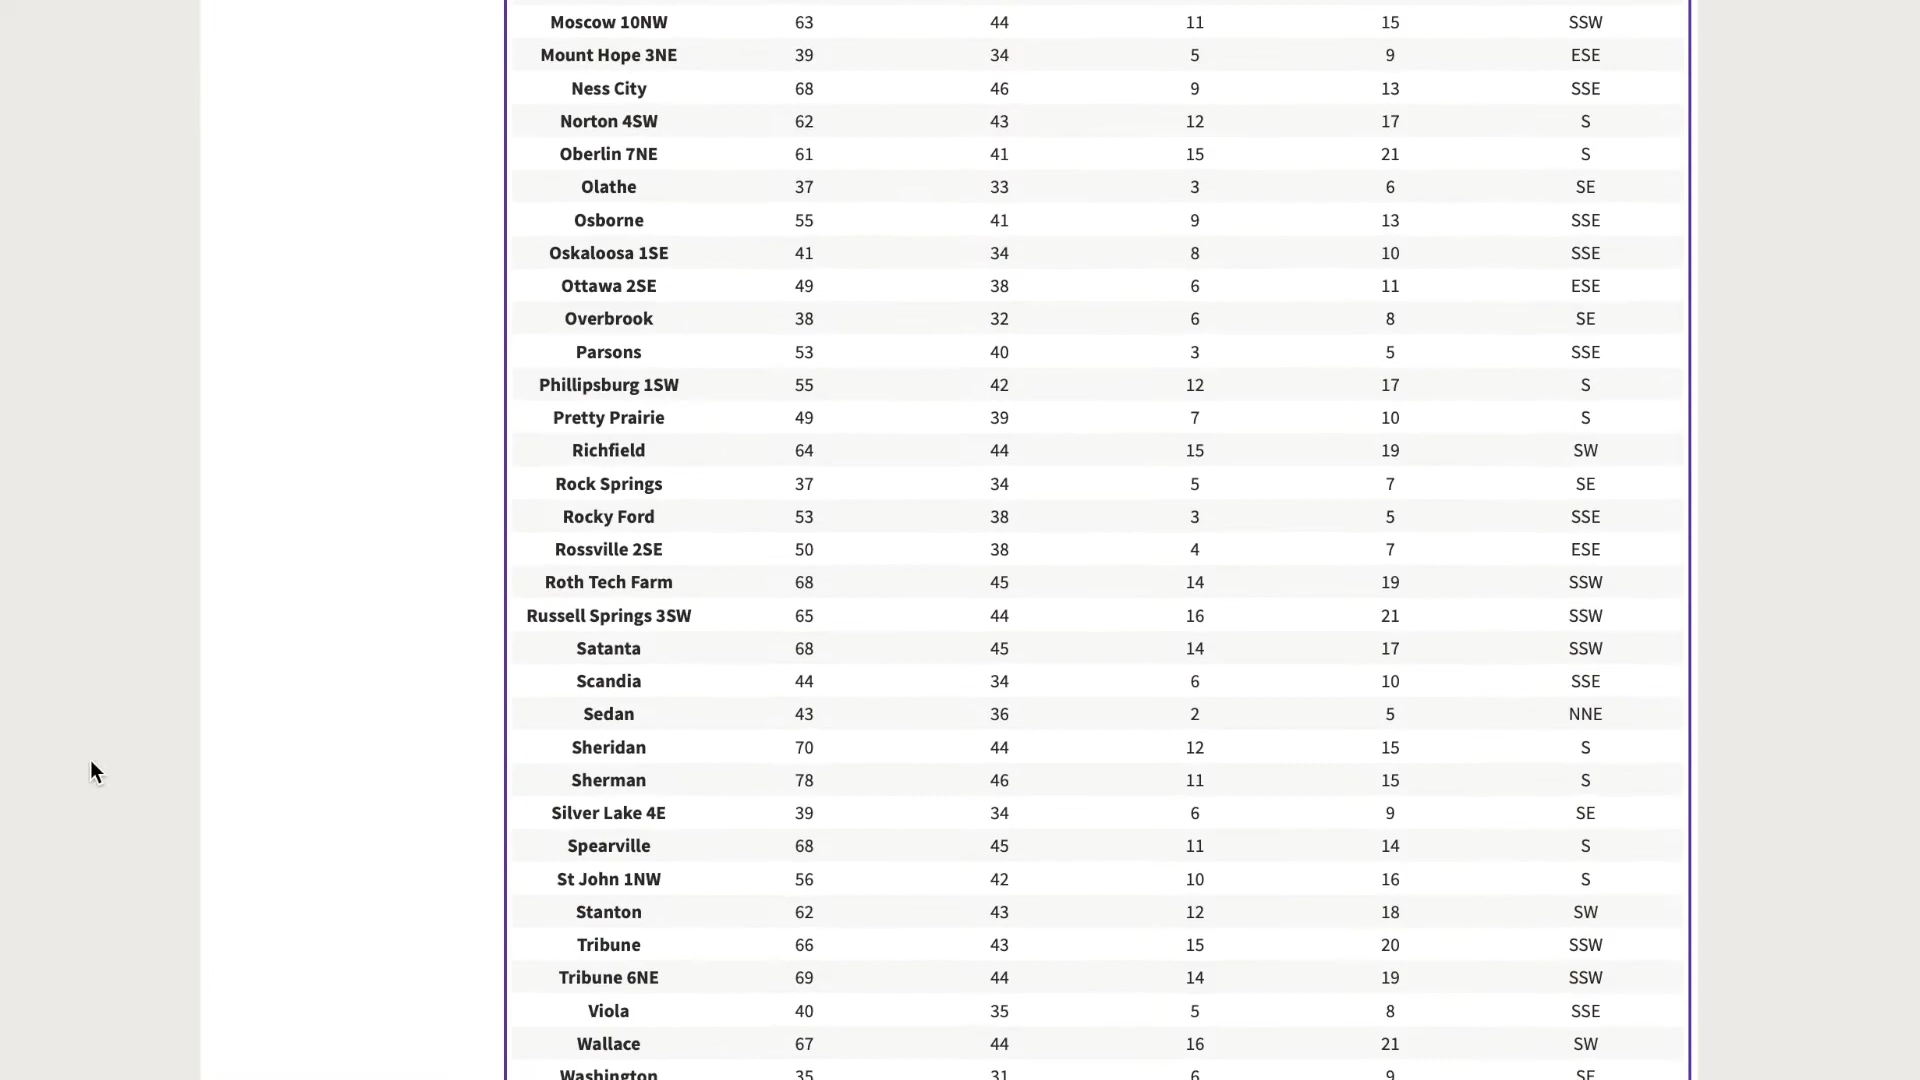 Moscow 10NW 63 44 11 15 SSW
Mount Hope 3NE 39 34 5 9 ESE
Ness City 68 46 9 13 SSE
Norton 4SW 62 43 12 17 S
Oberlin 7NE 61 41 15 21 S
Olathe 37 33 3 6 SE
Osborne 55 41 9 13 SSE
Oskaloosa 1SE 41 34 8 10 SSE
Ottawa 2SE 49 38 6 11 ESE
Overbrook 38 32 6 8 SE
Parsons 53 40 3 5 SSE
Phillipsburg 1SW 55 42 12 17 S
Pretty Prairie 49 39 7 10 S
Richfield 64 44 15 19 SW
Rock Springs 37 34 5 7 SE
Rocky Ford 53 38 3 5 SSE
Rossville 2SE 50 38 4 7 ESE
Roth Tech Farm 68 45 14 19 SSW
Russell Springs 3SW 65 44 16 21 SSW
Satanta 68 45 14 17 SSW
Scandia 44 34 6 10 SSE
Sedan 43 36 2 5 NNE
Sheridan 70 44 12 15 S
Sherman 78 46 11 15 S
Silver Lake 4E 39 34 6 9 SE
Spearville 68 45 11 14 S
St John 1NW 56 42 10 16 S
Stanton 62 43 12 18 SW
Tribune 66 43 15 20 SSW
Tribune 6NE 69 44 14 19 SSW
Viola 40 35 5 8 SSE
Wallace 67 44 16 21 SW
Washington 35 31 6 9 SE